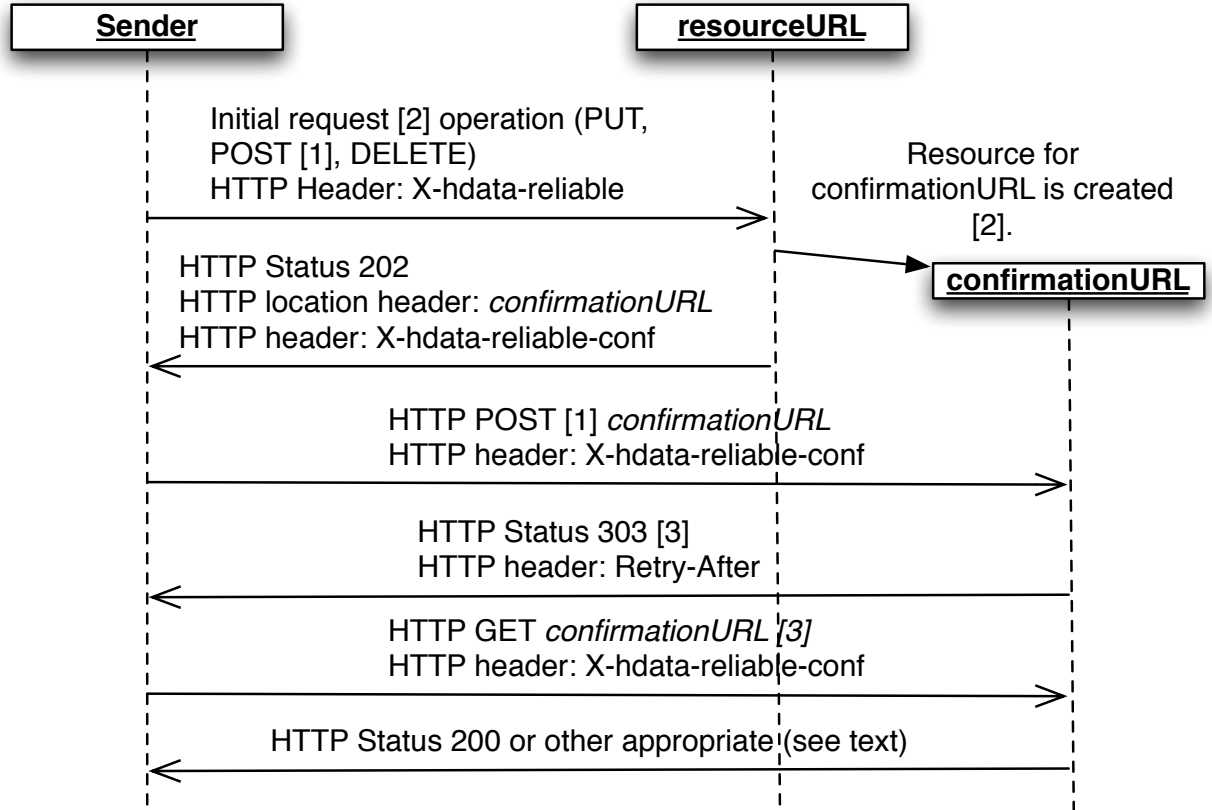 Sender
resourceURL
Initial request [2] operation (PUT,
POST [1], DELETE)
HTTP Header: X-hdata-reliable
Resource for
confirmationURL is created
[2].
confirmationURL
HTTP Status 202
HTTP location header: confirmationURL
HTTP header: X-hdata-reliable-conf
HTTP POST [1] confirmationURL
HTTP header: X-hdata-reliable-conf
HTTP Status 303 [3]
HTTP header: Retry-After
HTTP GET confirmationURL [3]
HTTP header: X-hdata-reliable-conf
HTTP Status 200 or other appropriate (see text)